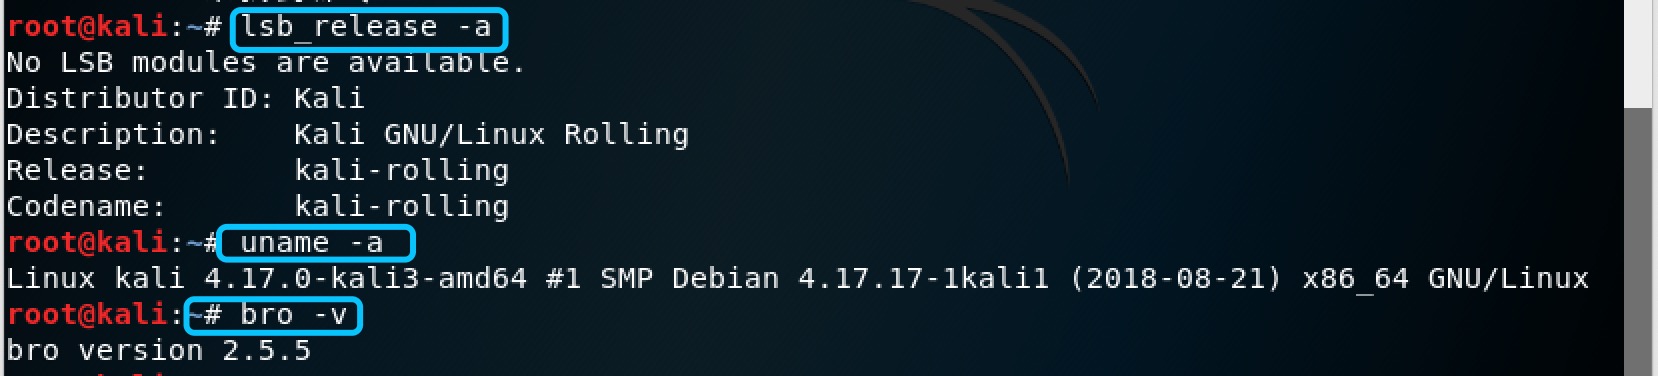 root@kali:~# lsb_release -a
No LSB modules are available.
Distributor ID: Kali
Description:    Kali GNU/Linux Rolling
Release:        kali-rolling
Codename:       kali-rolling
root@kali:~# uname -a
Linux kali 4.17.0-kali3-amd64 #1 SMP Debian 4.17.17-1kali1 (2018-08-21) x86_64 GNU/Linux
root@kali:~# bro -v
bro version 2.5.5